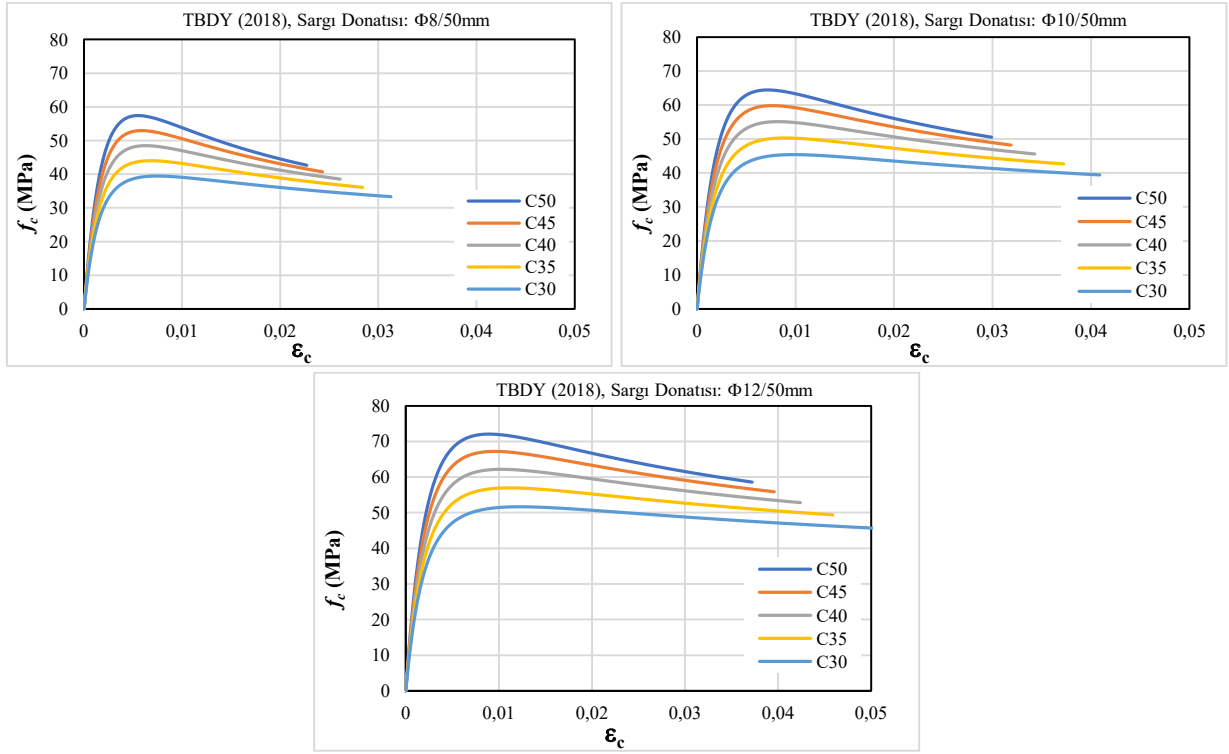 TBDY (2018), Sargı Donatısı: Φ8/50mm
80
70
60
50
40
30
20
10
0
f_c (MPa)
C50
C45
C40
C35
C30
0 0,01 0,02 0,03 0,04 0,05
ε_c
TBDY (2018), Sargı Donatısı: Φ10/50mm
80
70
60
50
40
30
20
10
0
f_c (MPa)
C50
C45
C40
C35
C30
0 0,01 0,02 0,03 0,04 0,05
ε_c
TBDY (2018), Sargı Donatısı: Φ12/50mm
80
70
60
50
40
30
20
10
0
f_c (MPa)
C50
C45
C40
C35
C30
0 0,01 0,02 0,03 0,04 0,05
ε_c